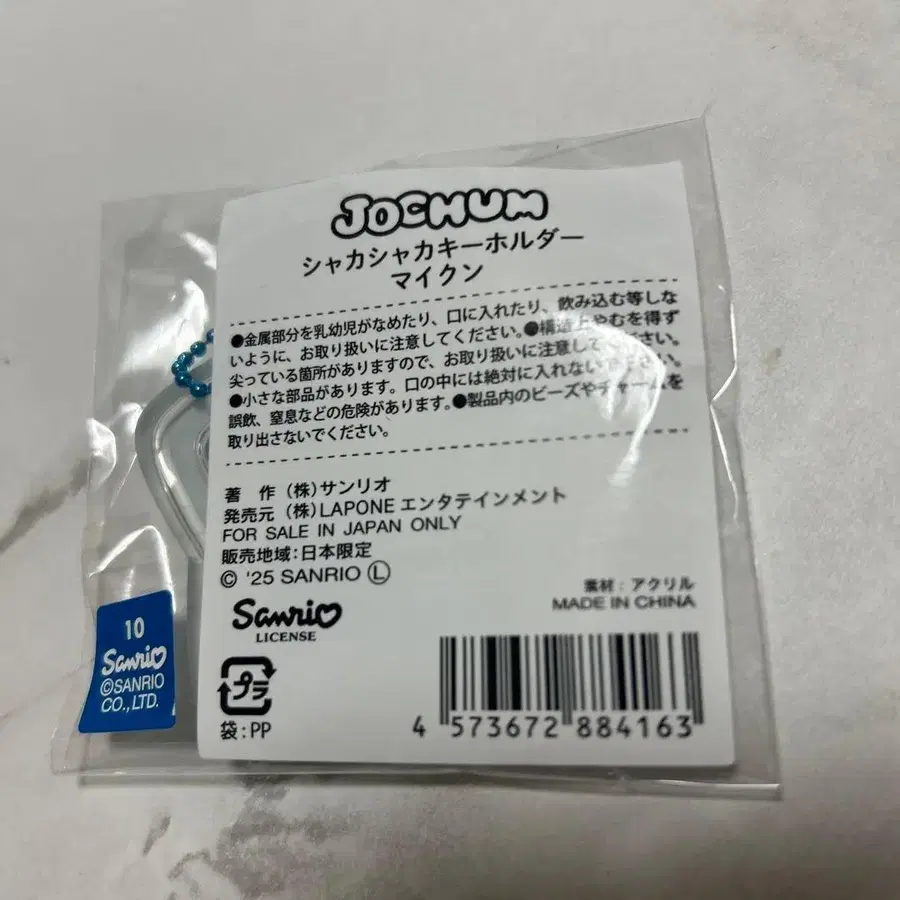 JOCHUM
シャカシャカキーホルダー
マイクン
●金属部分を乳幼児がなめたり、口に入れたり、飲み込む等しな
いように、お取り扱いに注意してください。●構造上やむを得ず
尖っている箇所がありますので、お取り扱いに注意してください。
●小さな部品があります。口の中には絶対に入れないでください。
誤飲、窒息などの危険があります。●製品内のビーズやチャームを
取り出さないでください。
著 作 (株)サンリオ
発売元 (株)LAPONE エンタテインメント
FOR SALE IN JAPAN ONLY
販売地域:日本限定
© '25 SANRIO Ⓛ
素材:アクリル
MADE IN CHINA
Sanrio
LICENSE
プラ
袋:PP
4 573672 884163
10
Sanrio
©SANRIO
CO.,LTD.